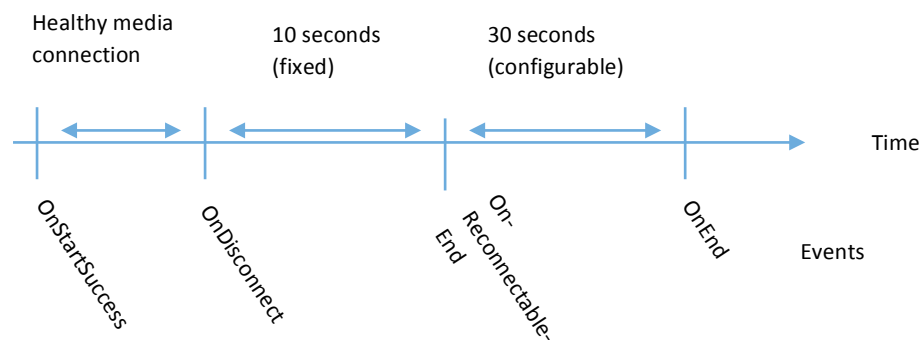 Healthy media
connection
10 seconds
(fixed)
30 seconds
(configurable)
Time
OnStartSuccess
OnDisconnect
On-
Reconnectable-
End
OnEnd
Events